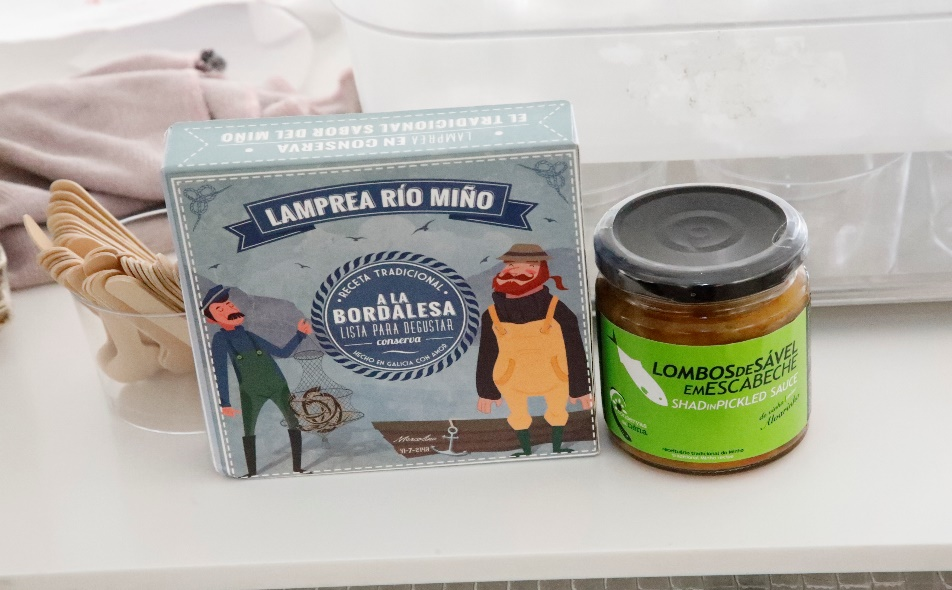 EL TRADICIONAL SABOR DEL MIÑO
LAMPREA EN CONSERVA
LAMPREA RÍO MIÑO
RECETA TRADICIONAL
A LA
BORDALESA
LISTA PARA DEGUSTAR
conserva
HECHO EN GALICIA CON AMOR
LOMBOS DE SÁVEL
EM ESCABECHE
SHAD IN PICKLED SAUCE
Alvarinho